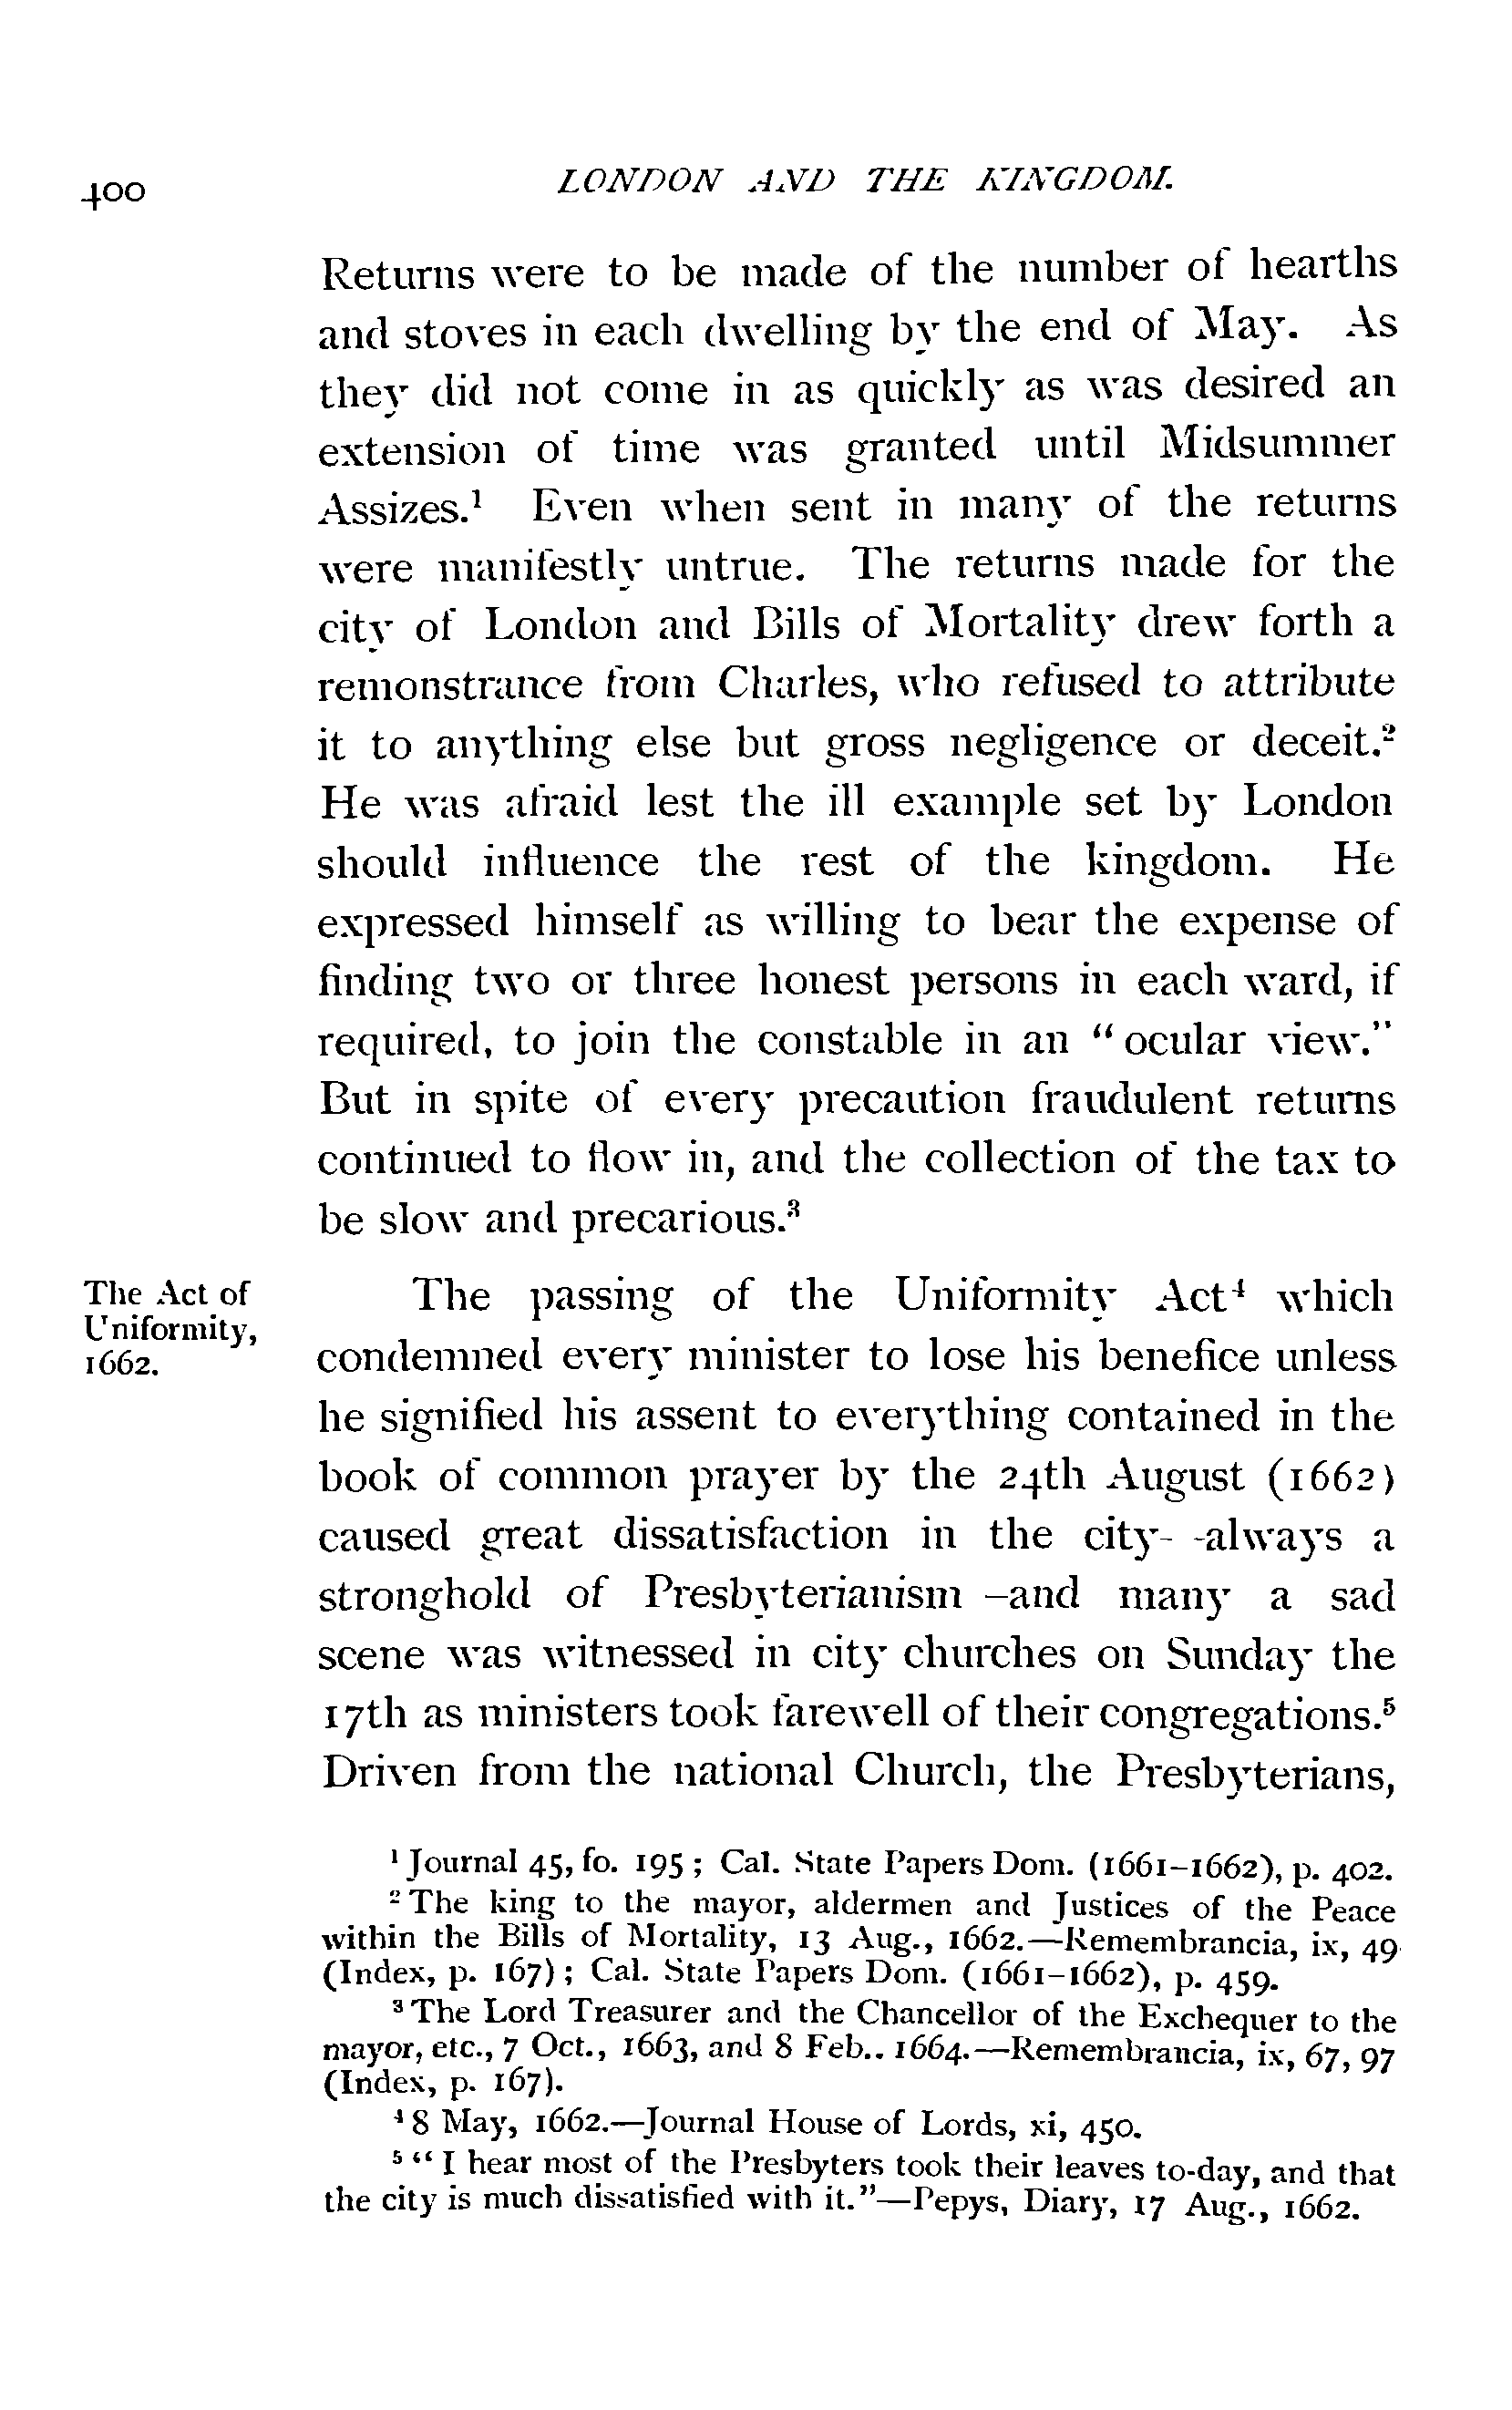 400
LONDON AND THE KINGDOM.
Returns were to be made of the number of hearths
and stoves in each dwelling by the end of May. As
they did not come in as quickly as was desired an
extension of time was granted until Midsummer
Assizes.¹ Even when sent in many of the returns
were manifestly untrue. The returns made for the
city of London and Bills of Mortality drew forth a
remonstrance from Charles, who refused to attribute
it to anything else but gross negligence or deceit.²
He was afraid lest the ill example set by London
should influence the rest of the kingdom. He
expressed himself as willing to bear the expense of
finding two or three honest persons in each ward, if
required, to join the constable in an “ ocular view.”
But in spite of every precaution fraudulent returns
continued to flow in, and the collection of the tax to
be slow and precarious.³
The Act of
Uniformity,
1662.
The passing of the Uniformity Act⁴ which
condemned every minister to lose his benefice unless
he signified his assent to everything contained in the
book of common prayer by the 24th August (1662)
caused great dissatisfaction in the city—always a
stronghold of Presbyterianism—and many a sad
scene was witnessed in city churches on Sunday the
17th as ministers took farewell of their congregations.⁵
Driven from the national Church, the Presbyterians,
¹ Journal 45, fo. 195 ; Cal. State Papers Dom. (1661–1662), p. 402.
² The king to the mayor, aldermen and Justices of the Peace
within the Bills of Mortality, 13 Aug., 1662.—Remembrancia, ix, 49
(Index, p. 167) ; Cal. State Papers Dom. (1661–1662), p. 459.
³ The Lord Treasurer and the Chancellor of the Exchequer to the
mayor, etc., 7 Oct., 1663, and 8 Feb., 1664.—Remembrancia, ix, 67, 97
(Index, p. 167).
⁴ 8 May, 1662.—Journal House of Lords, xi, 450.
⁵ “ I hear most of the Presbyters took their leaves to-day, and that
the city is much dissatisfied with it.”—Pepys, Diary, 17 Aug., 1662.